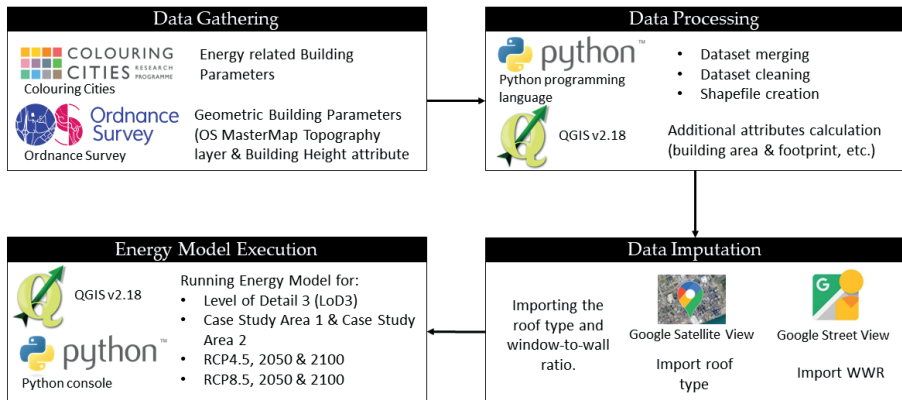 Data Gathering
COLOURING
CITIES RESEARCH PROGRAMME
Colouring Cities
Energy related Building
Parameters
Ordnance
Survey
Ordnance Survey
Geometric Building Parameters
(OS MasterMap Topography
layer & Building Height attribute
Data Processing
python™
Python programming
language
QGIS v2.18
• Dataset merging
• Dataset cleaning
• Shapefile creation
Additional attributes calculation
(building area & footprint, etc.)
Energy Model Execution
QGIS v2.18
python™
Python console
Running Energy Model for:
• Level of Detail 3 (LoD3)
• Case Study Area 1 & Case Study
Area 2
• RCP4.5, 2050 & 2100
• RCP8.5, 2050 & 2100
Data Imputation
Importing the
roof type and
window-to-wall
ratio.
Google Satellite View
Import roof
type
Google Street View
Import WWR